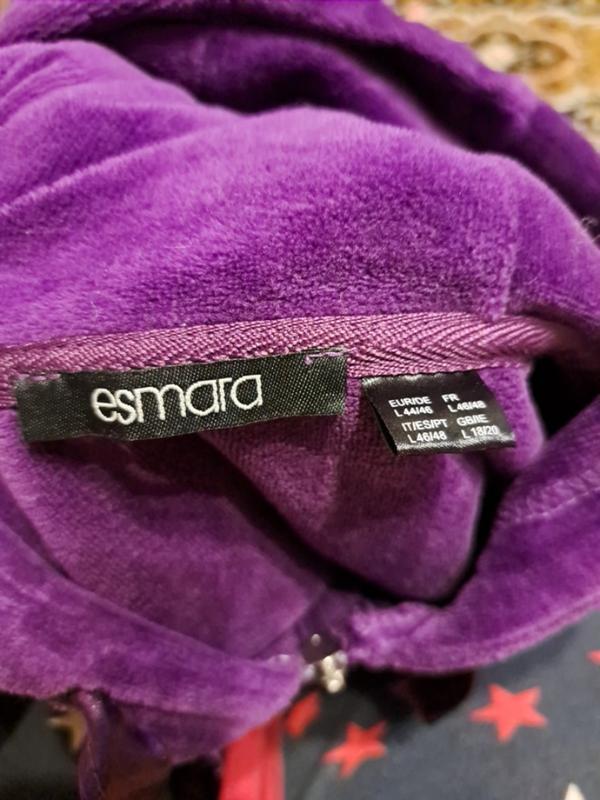 esmara
EUR/DE FR
L 44/46 L 46/48
IT/ES/PT GB/IE
L 46/48 L 18/20